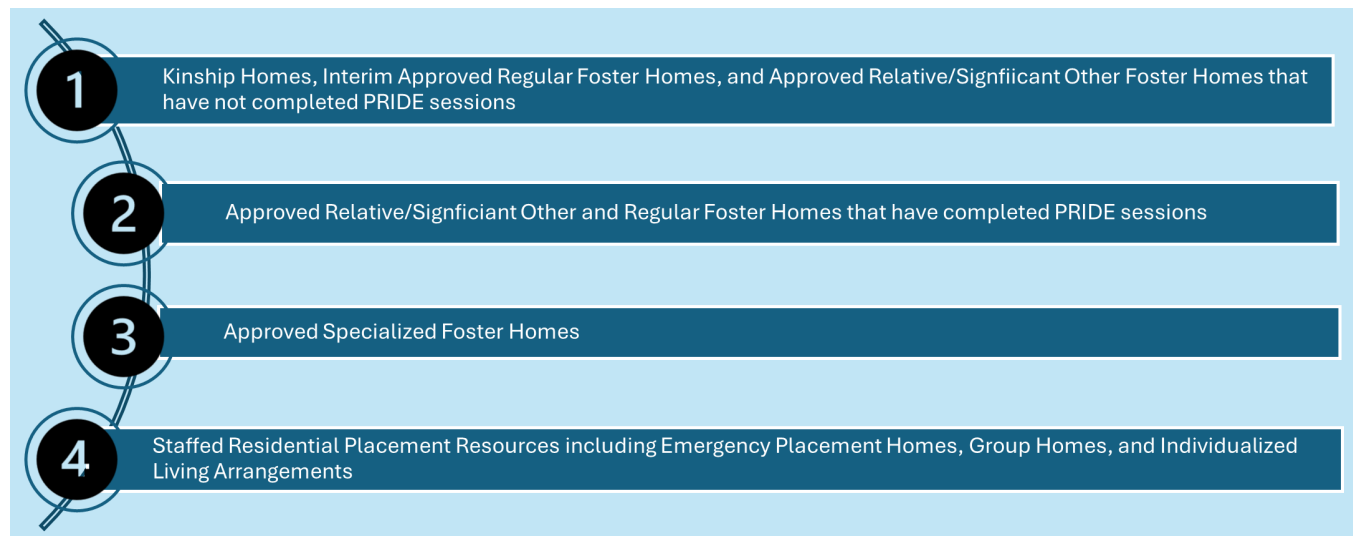 1
Kinship Homes, Interim Approved Regular Foster Homes, and Approved Relative/Signfiicant Other Foster Homes that
have not completed PRIDE sessions
2
Approved Relative/Signficiant Other and Regular Foster Homes that have completed PRIDE sessions
3
Approved Specialized Foster Homes
4
Staffed Residential Placement Resources including Emergency Placement Homes, Group Homes, and Individualized
Living Arrangements